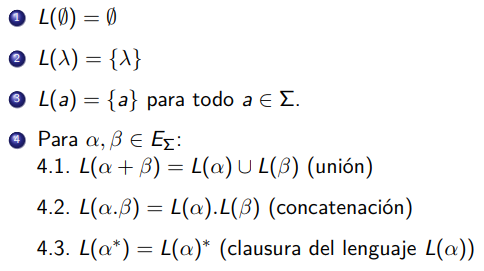 1 L(∅) = ∅
2 L(λ) = {λ}
3 L(a) = {a} para todo a ∈ Σ.
4 Para α, β ∈ E_Σ:
4.1. L(α + β) = L(α) ∪ L(β) (unión)
4.2. L(α.β) = L(α).L(β) (concatenación)
4.3. L(α*) = L(α)* (clausura del lenguaje L(α))